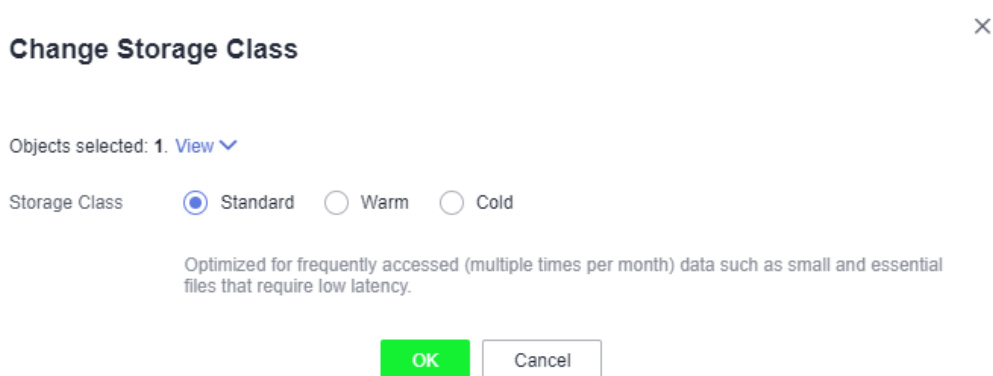 Change Storage Class
Objects selected: 1. View
Storage Class Standard Warm Cold
Optimized for frequently accessed (multiple times per month) data such as small and essential
files that require low latency.
OK Cancel